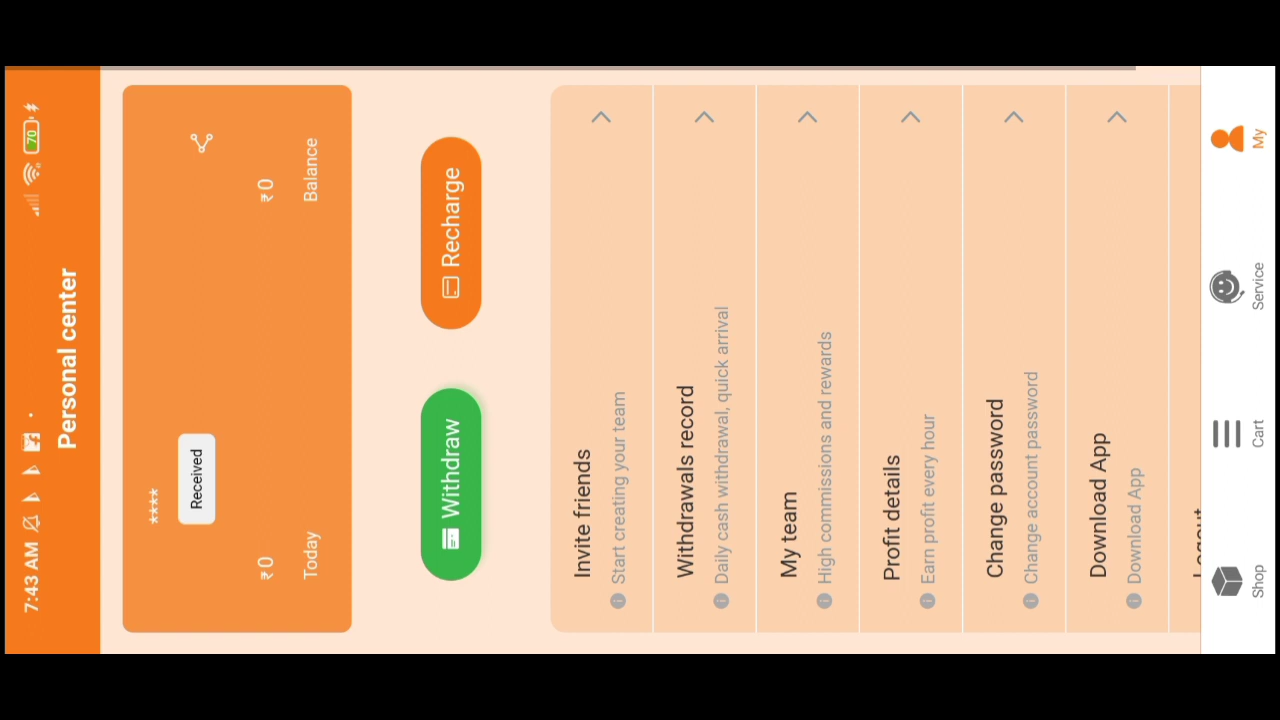 7:43 AM
70
Personal center
****
Received
₹0
₹0
Today
Balance
Withdraw
Recharge
Invite friends
Start creating your team
Withdrawals record
Daily cash withdrawal, quick arrival
My team
High commissions and rewards
Profit details
Earn profit every hour
Change password
Change account password
Download App
Download App
Logout
Shop
Cart
Service
My